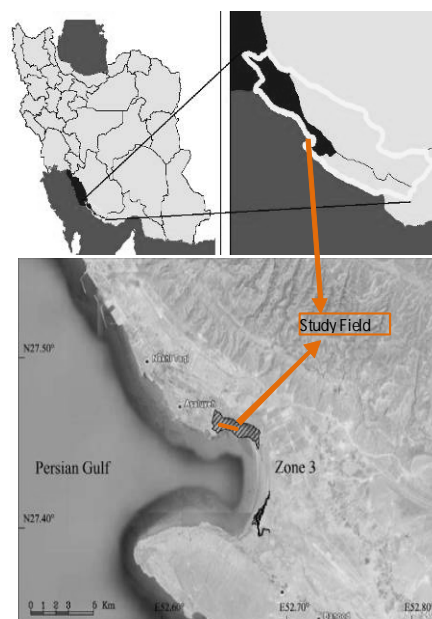 Study Field
N27.50°
Asaluyeh
Persian Gulf
Zone 3
N27.40°
0 1 2 3 5 Km
E52.60°
E52.70°
E52.80°